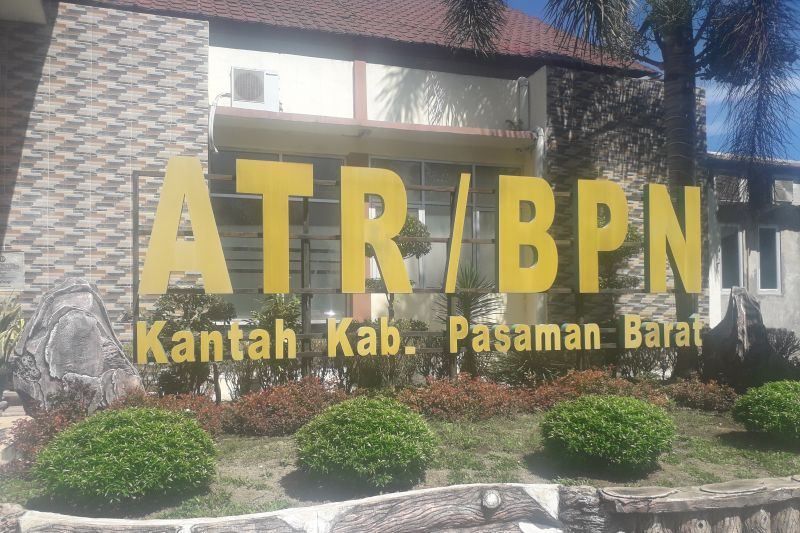 ATR/BPN
Kantah Kab. Pasaman Barat